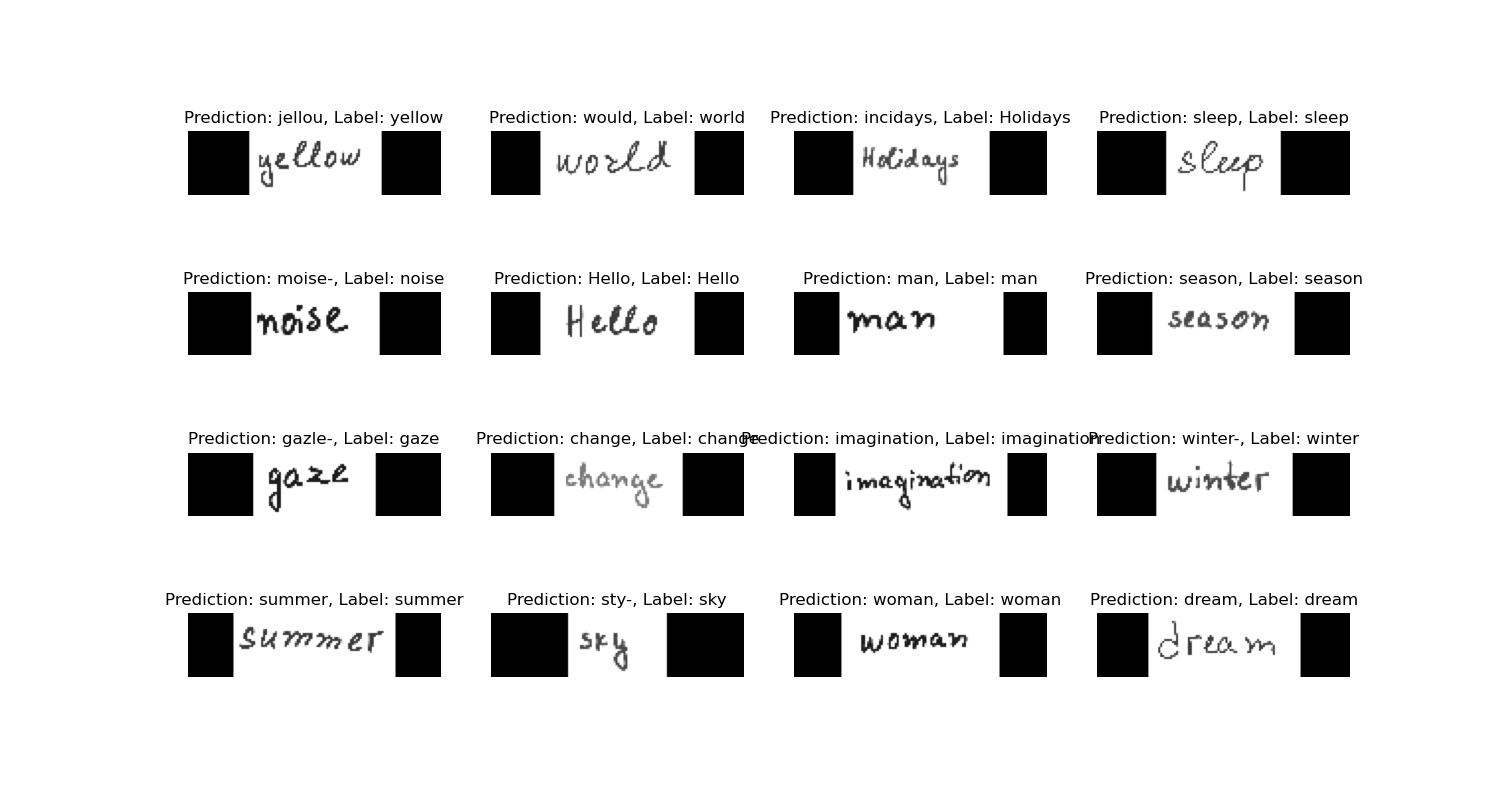 Prediction: jellou, Label: yellow
Prediction: would, Label: world
Prediction: incidays, Label: Holidays
Prediction: sleep, Label: sleep
yellow
world
Holidays
sleep
Prediction: moise-, Label: noise
Prediction: Hello, Label: Hello
Prediction: man, Label: man
Prediction: season, Label: season
noise
Hello
man
season
Prediction: gazle-, Label: gaze
Prediction: change, Label: change
Prediction: imagination, Label: imagination
Prediction: winter-, Label: winter
gaze
change
imagination
winter
Prediction: summer, Label: summer
Prediction: sty-, Label: sky
Prediction: woman, Label: woman
Prediction: dream, Label: dream
summer
sky
woman
dream